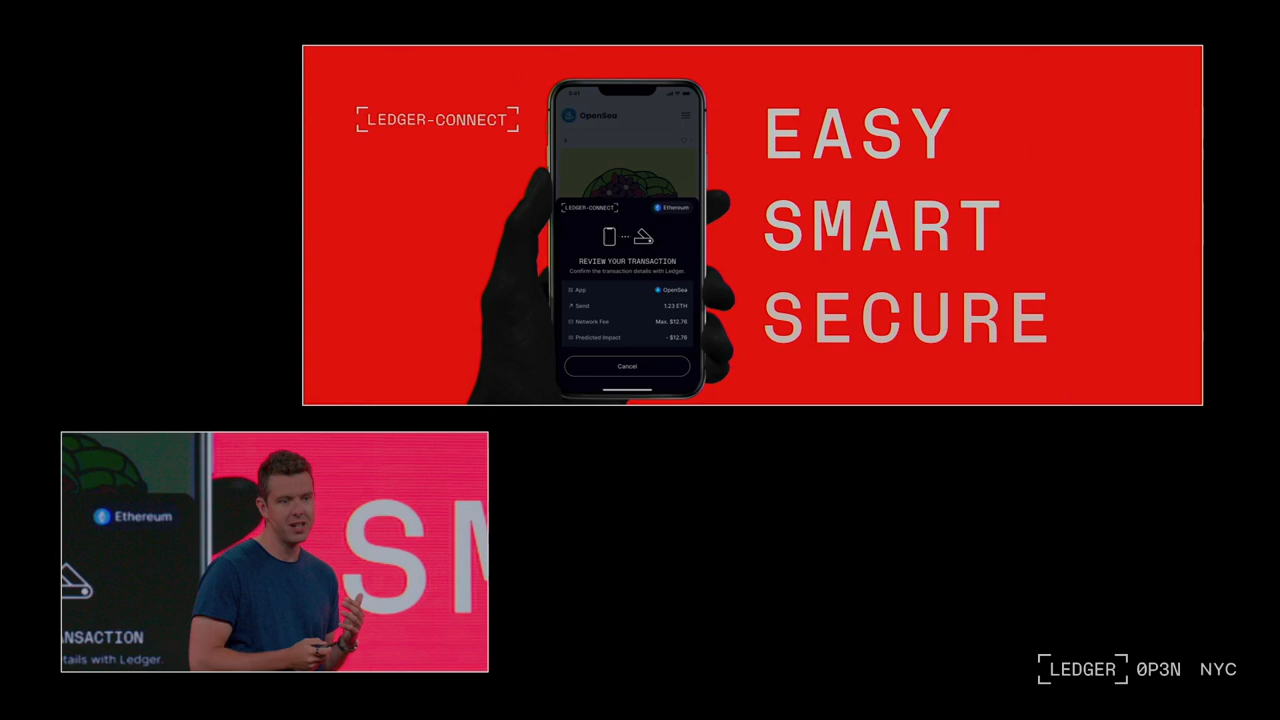 [LEDGER-CONNECT]
9:41
OpenSea
[LEDGER-CONNECT]
Ethereum
REVIEW YOUR TRANSACTION
Confirm the transaction details with Ledger.
App OpenSea
Send 1.23 ETH
Network Fee Max. $12.76
Predicted Impact - $12.76
Cancel
EASY
SMART
SECURE
Ethereum
NSACTION
tails with Ledger.
SM
[LEDGER] 0P3N NYC